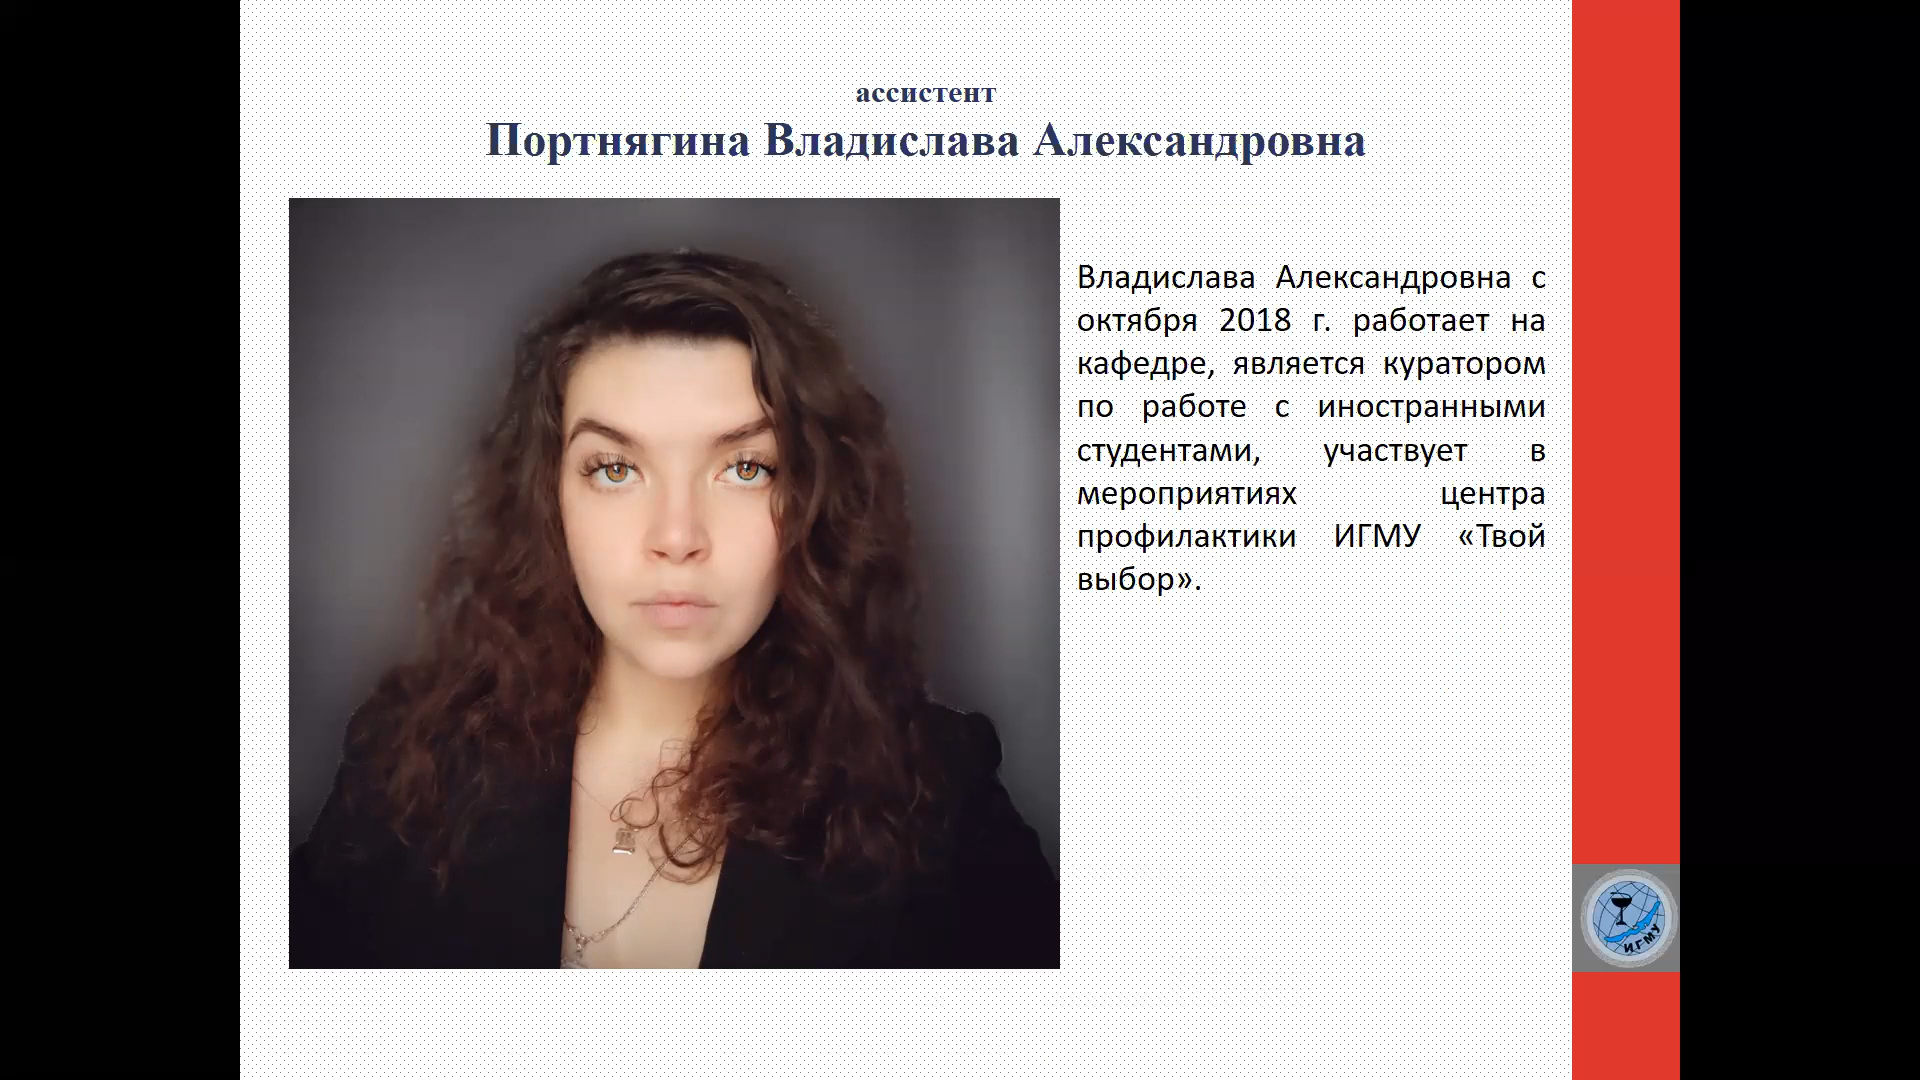 ассистент
Портнягина Владислава Александровна
Владислава Александровна с
октября 2018 г. работает на
кафедре, является куратором
по работе с иностранными
студентами, участвует в
мероприятиях центра
профилактики ИГМУ «Твой
выбор».
ИГМУ